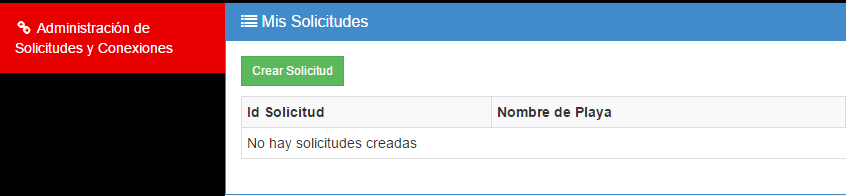 Administración de
Solicitudes y Conexiones
Mis Solicitudes
Crear Solicitud
Id Solicitud Nombre de Playa
No hay solicitudes creadas